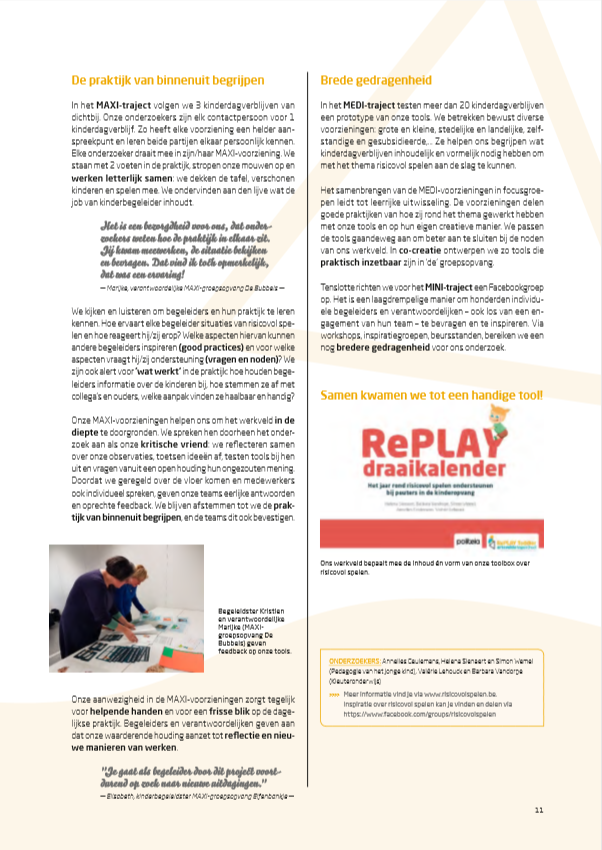 De praktijk van binnenuit begrijpen
In het MAXI-traject volgen we 3 kinderdagverblijven van
dichtbij. Onze onderzoekers zijn elk contactpersoon voor 1
kinderdagverblijf. Zo heeft elke voorziening een helder aan-
spreekpunt en leren beide partijen elkaar persoonlijk kennen.
Elke onderzoeker draait mee in zijn/haar MAXI-voorziening. We
staan met 2 voeten in de praktijk, stropen onze mouwen op en
werken letterlijk samen: we dekken de tafel, verschonen
kinderen en spelen mee. We ondervinden aan den lijve wat de
job van kinderbegeleider inhoudt.
Het is een bezorgdheid voor ons, dat onder-
zoekers weten hoe de praktijk in elkaar zit.
Jij kwam meewerken, de situatie bekijken
en bevragen. Dat vind ik toch opmerkelijk,
dat was een ervaring!
— Marijke, verantwoordelijke MAXI-groepsopvang De Bubbels —
We kijken en luisteren om begeleiders en hun praktijk te leren
kennen. Hoe ervaart elke begeleider situaties van risicovol spe-
len en hoe reageert hij/zij erop? Welke aspecten hiervan kunnen
andere begeleiders inspireren (good practices) en voor welke
aspecten vraagt hij/zij ondersteuning (vragen en noden)? We
zijn ook alert voor 'wat werkt' in de praktijk: hoe houden bege-
leiders informatie over de kinderen bij, hoe stemmen ze af met
collega's en ouders, welke aanpak vinden ze haalbaar en handig?
Onze MAXI-voorzieningen helpen ons om het werkveld in de
diepte te doorgronden. We spreken hen doorheen het onder-
zoek aan als onze kritische vriend: we reflecteren samen
over onze observaties, toetsen ideeën af, testen tools bij hen
uit en vragen vanuit een open houding hun ongezouten mening.
Doordat we geregeld over de vloer komen en medewerkers
ook individueel spreken, geven onze teams eerlijke antwoorden
en oprechte feedback. We blijven afstemmen tot we de prak-
tijk van binnenuit begrijpen, en de teams dit ook bevestigen.
Begeleidster Kristien
en verantwoordelijke
Marijke (MAXI-
groepsopvang De
Bubbels) geven
feedback op onze tools.
Onze aanwezigheid in de MAXI-voorzieningen zorgt tegelijk
voor helpende handen en voor een frisse blik op de dage-
lijkse praktijk. Begeleiders en verantwoordelijken geven aan
dat onze waarderende houding aanzet tot reflectie en nieu-
we manieren van werken.
"Je gaat als begeleider door dit project voort-
durend op zoek naar nieuwe uitdagingen."
— Elisabeth, kinderbegeleidster MAXI-groepsopvang Elfenbankje —
Brede gedragenheid
In het MEDI-traject testen meer dan 20 kinderdagverblijven
een prototype van onze tools. We betrekken bewust diverse
voorzieningen: grote en kleine, stedelijke en landelijke, zelf-
standige en gesubsidieerde,... Ze helpen ons begrijpen wat
kinderdagverblijven inhoudelijk en vormelijk nodig hebben om
met het thema risicovol spelen aan de slag te kunnen.
Het samenbrengen van de MEDI-voorzieningen in focusgroe-
pen leidt tot leerrijke uitwisseling. De voorzieningen delen
goede praktijken van hoe zij rond het thema gewerkt hebben
met onze tools en op hun eigen creatieve manier. We passen
de tools gaandeweg aan om beter aan te sluiten bij de noden
van ons werkveld. In co-creatie ontwerpen we zo tools die
praktisch inzetbaar zijn in 'de' groepsopvang.
Tenslotte richten we voor het MINI-traject een Facebookgroep
op. Het is een laagdrempelige manier om honderden individu-
ele begeleiders en verantwoordelijken – ook los van een en-
gagement van hun team – te bevragen en te inspireren. Via
workshops, inspiratiegroepen, beursstanden, bereiken we een
nog bredere gedragenheid voor ons onderzoek.
Samen kwamen we tot een handige tool!
RePLAY
draaikalender
Het jaar rond risicovol spelen ondersteunen
bij peuters in de kinderopvang
politeia
Ons werkveld bepaalt mee de inhoud én vorm van onze toolbox over
risicovol spelen.
ONDERZOEKERS: Annelies Ceulemans, Helena Sienaert en Simon Wemel
(Pedagogie van het jonge kind), Valérie Lehouck en Barbara Vandorpe
(Kleuteronderwijs)
Meer informatie vind je via www.risicovolspelen.be.
Inspiratie over risicovol spelen kan je vinden en delen via
https://www.facebook.com/groups/risicovolspelen
11